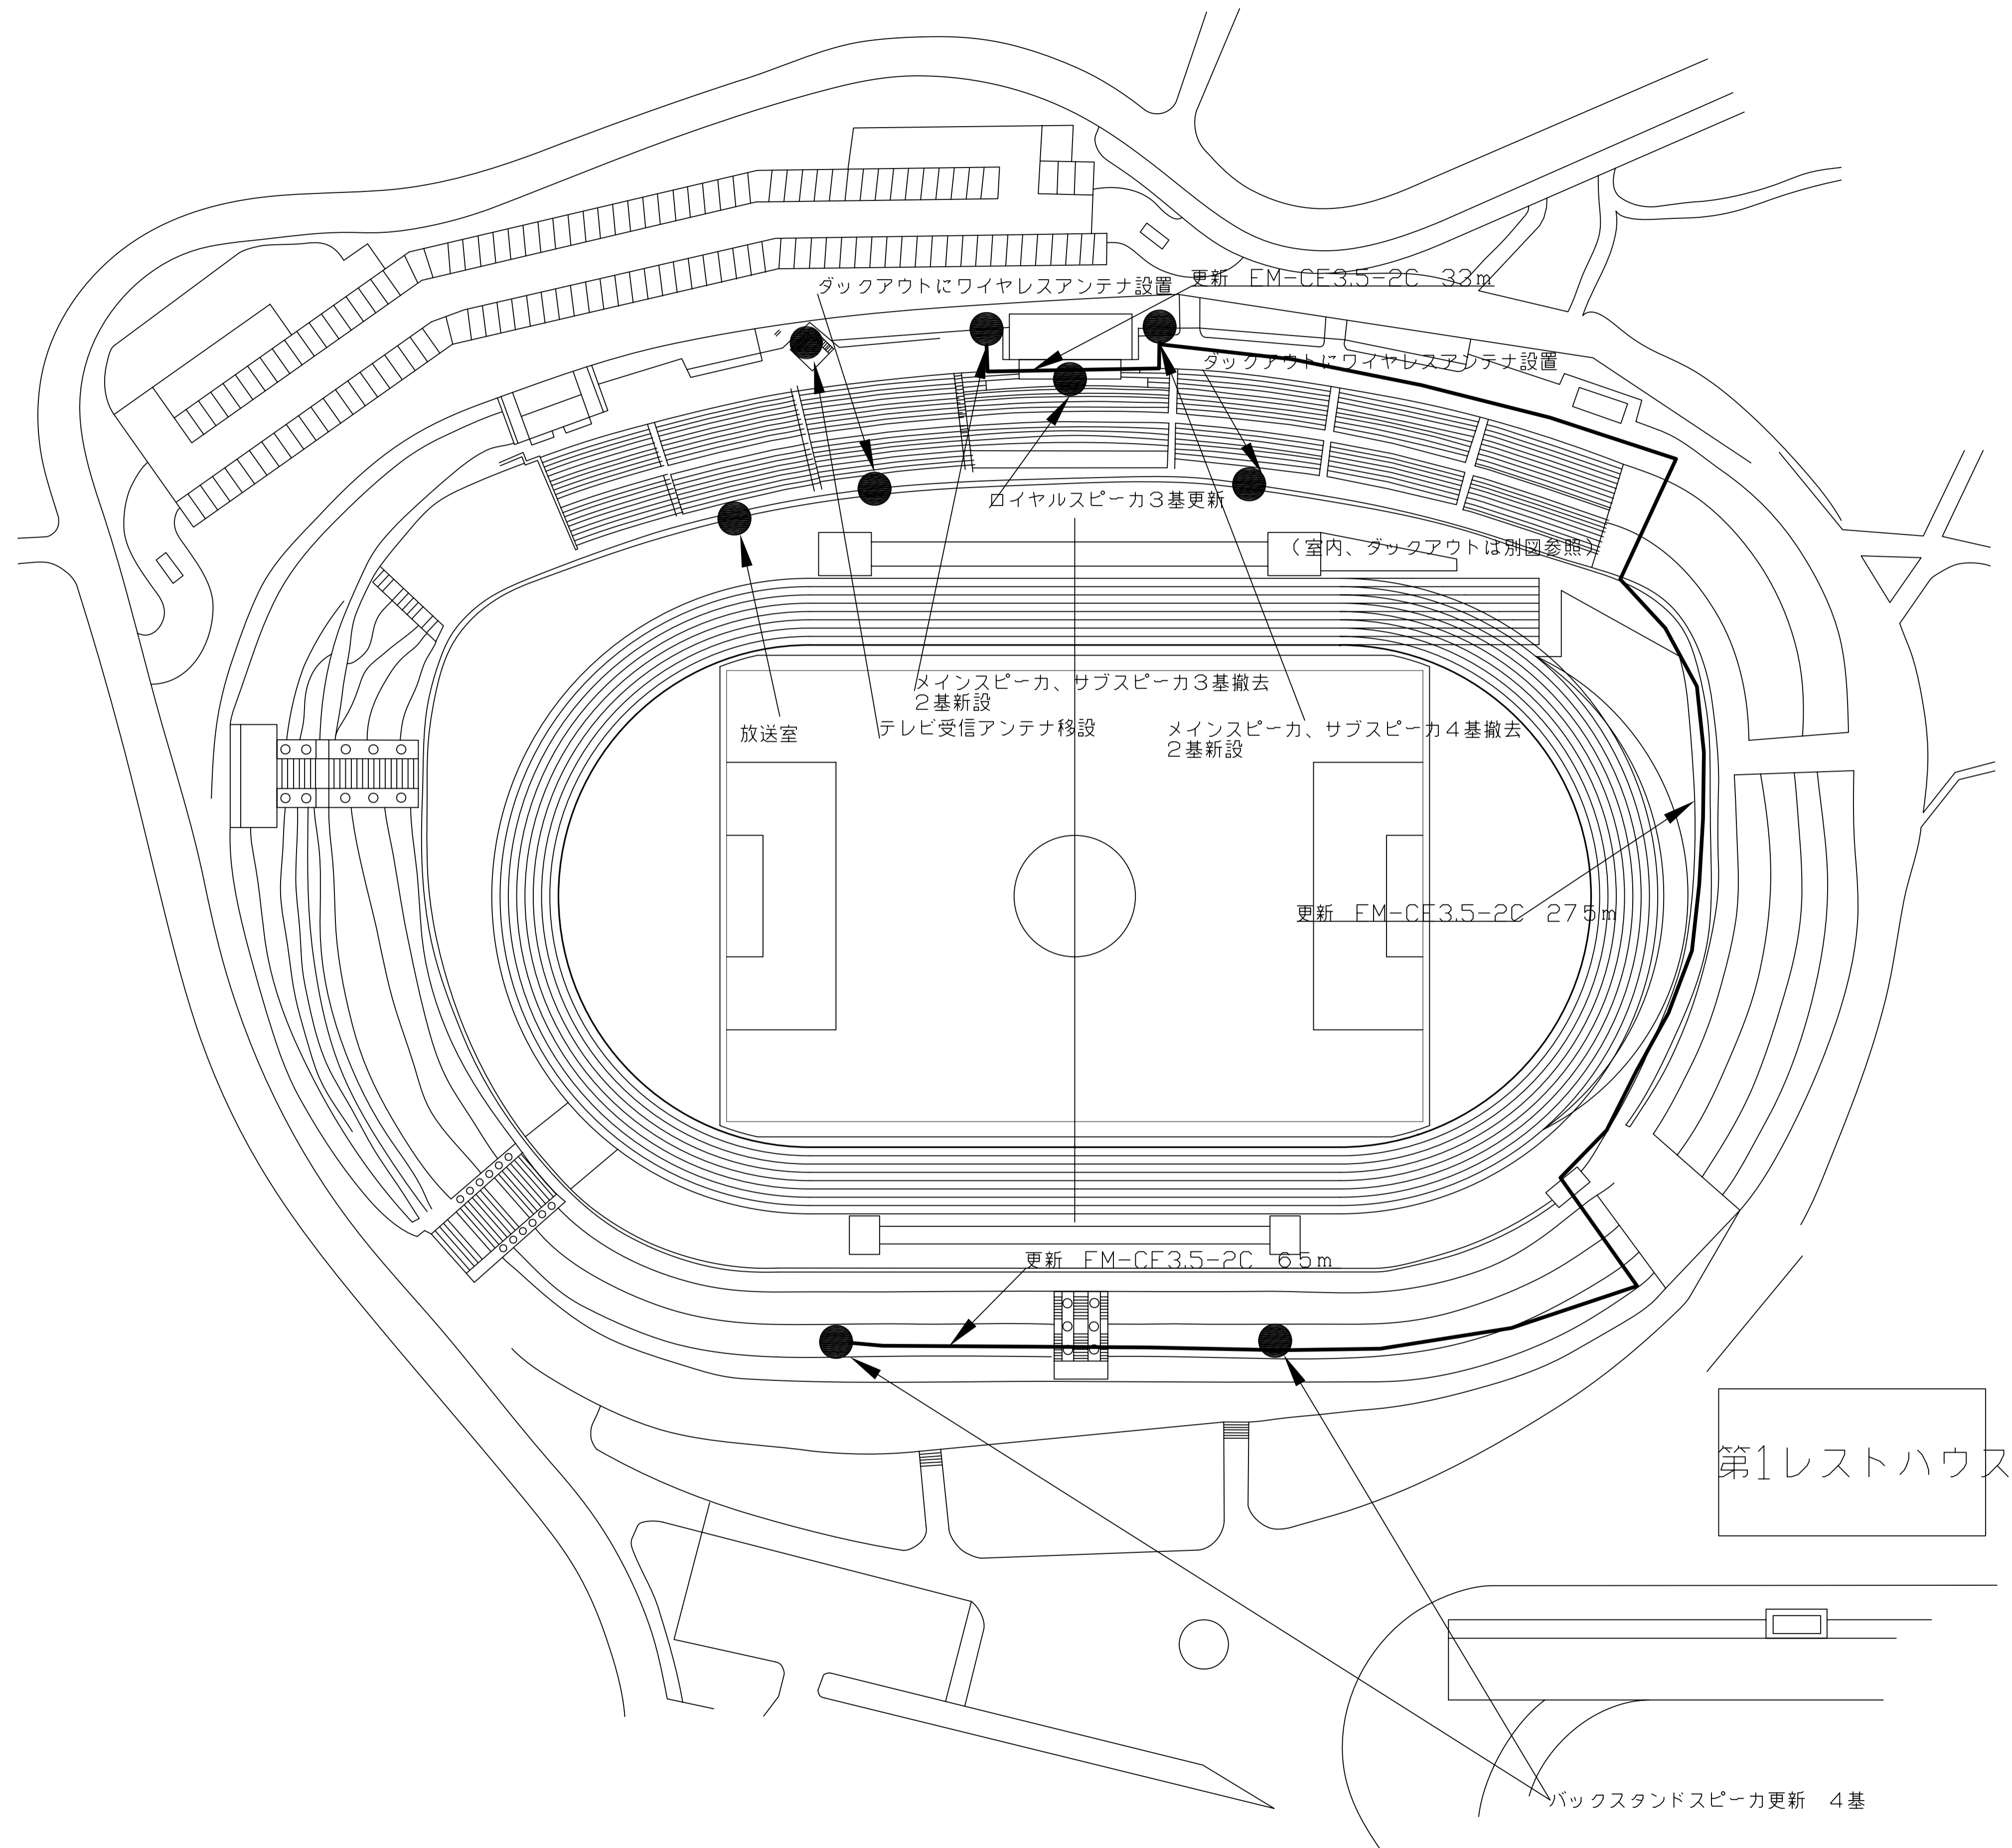 ダックアウトにワイヤレスアンテナ設置
更新　EM-CE3.5-2C　33m
ダックアウトにワイヤレスアンテナ設置
ロイヤルスピーカ3基更新
（室内、ダックアウトは別図参照）
メインスピーカ、サブスピーカ3基撤去
2基新設
放送室
テレビ受信アンテナ移設
メインスピーカ、サブスピーカ4基撤去
2基新設
更新　EM-CE3.5-2C　275m
更新　EM-CE3.5-2C　65m
第1レストハウス
バックスタンドスピーカ更新　4基